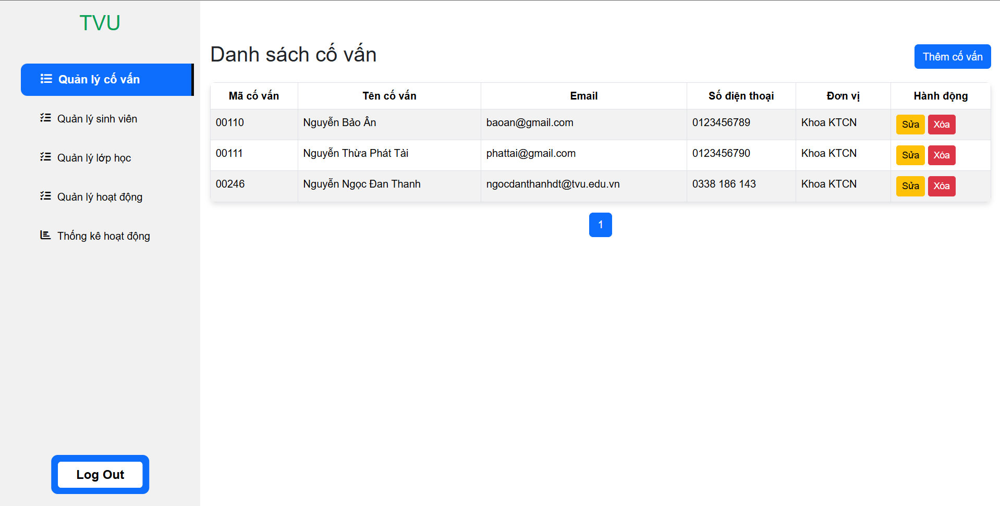 TVU
Quản lý cố vấn
Quản lý sinh viên
Quản lý lớp học
Quản lý hoạt động
Thống kê hoạt động
Log Out
Danh sách cố vấn
Thêm cố vấn
Mã cố vấn Tên cố vấn Email Số điện thoại Đơn vị Hành động
00110 Nguyễn Bảo Ân baoan@gmail.com 0123456789 Khoa KTCN Sửa Xóa
00111 Nguyễn Thừa Phát Tài phattai@gmail.com 0123456790 Khoa KTCN Sửa Xóa
00246 Nguyễn Ngọc Đan Thanh ngocdanthanhdt@tvu.edu.vn 0338 186 143 Khoa KTCN Sửa Xóa
1